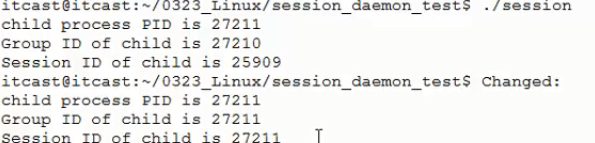 itcast@itcast:~/0323_Linux/session_daemon_test$ ./session
child process PID is 27211
Group ID of child is 27210
Session ID of child is 25909
itcast@itcast:~/0323_Linux/session_daemon_test$ Changed:
child process PID is 27211
Group ID of child is 27211
Session ID of child is 27211